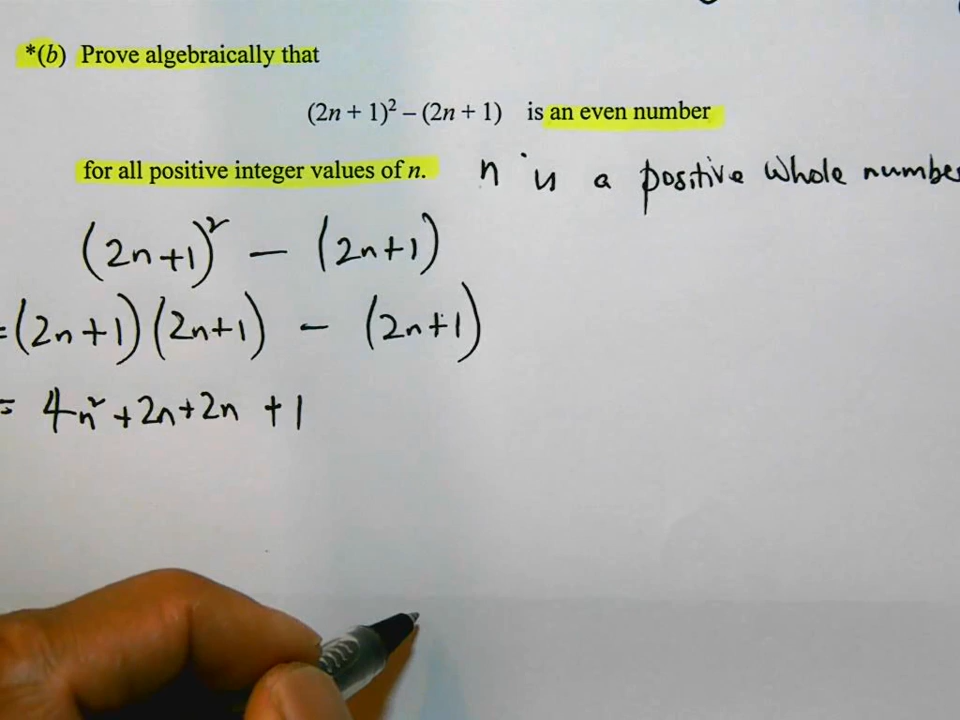 *(b) Prove algebraically that
(2n + 1)² – (2n + 1) is an even number
for all positive integer values of n. n is a positive whole number
(2n+1)² – (2n+1)
=(2n+1)(2n+1) – (2n+1)
= 4n² +2n+2n +1